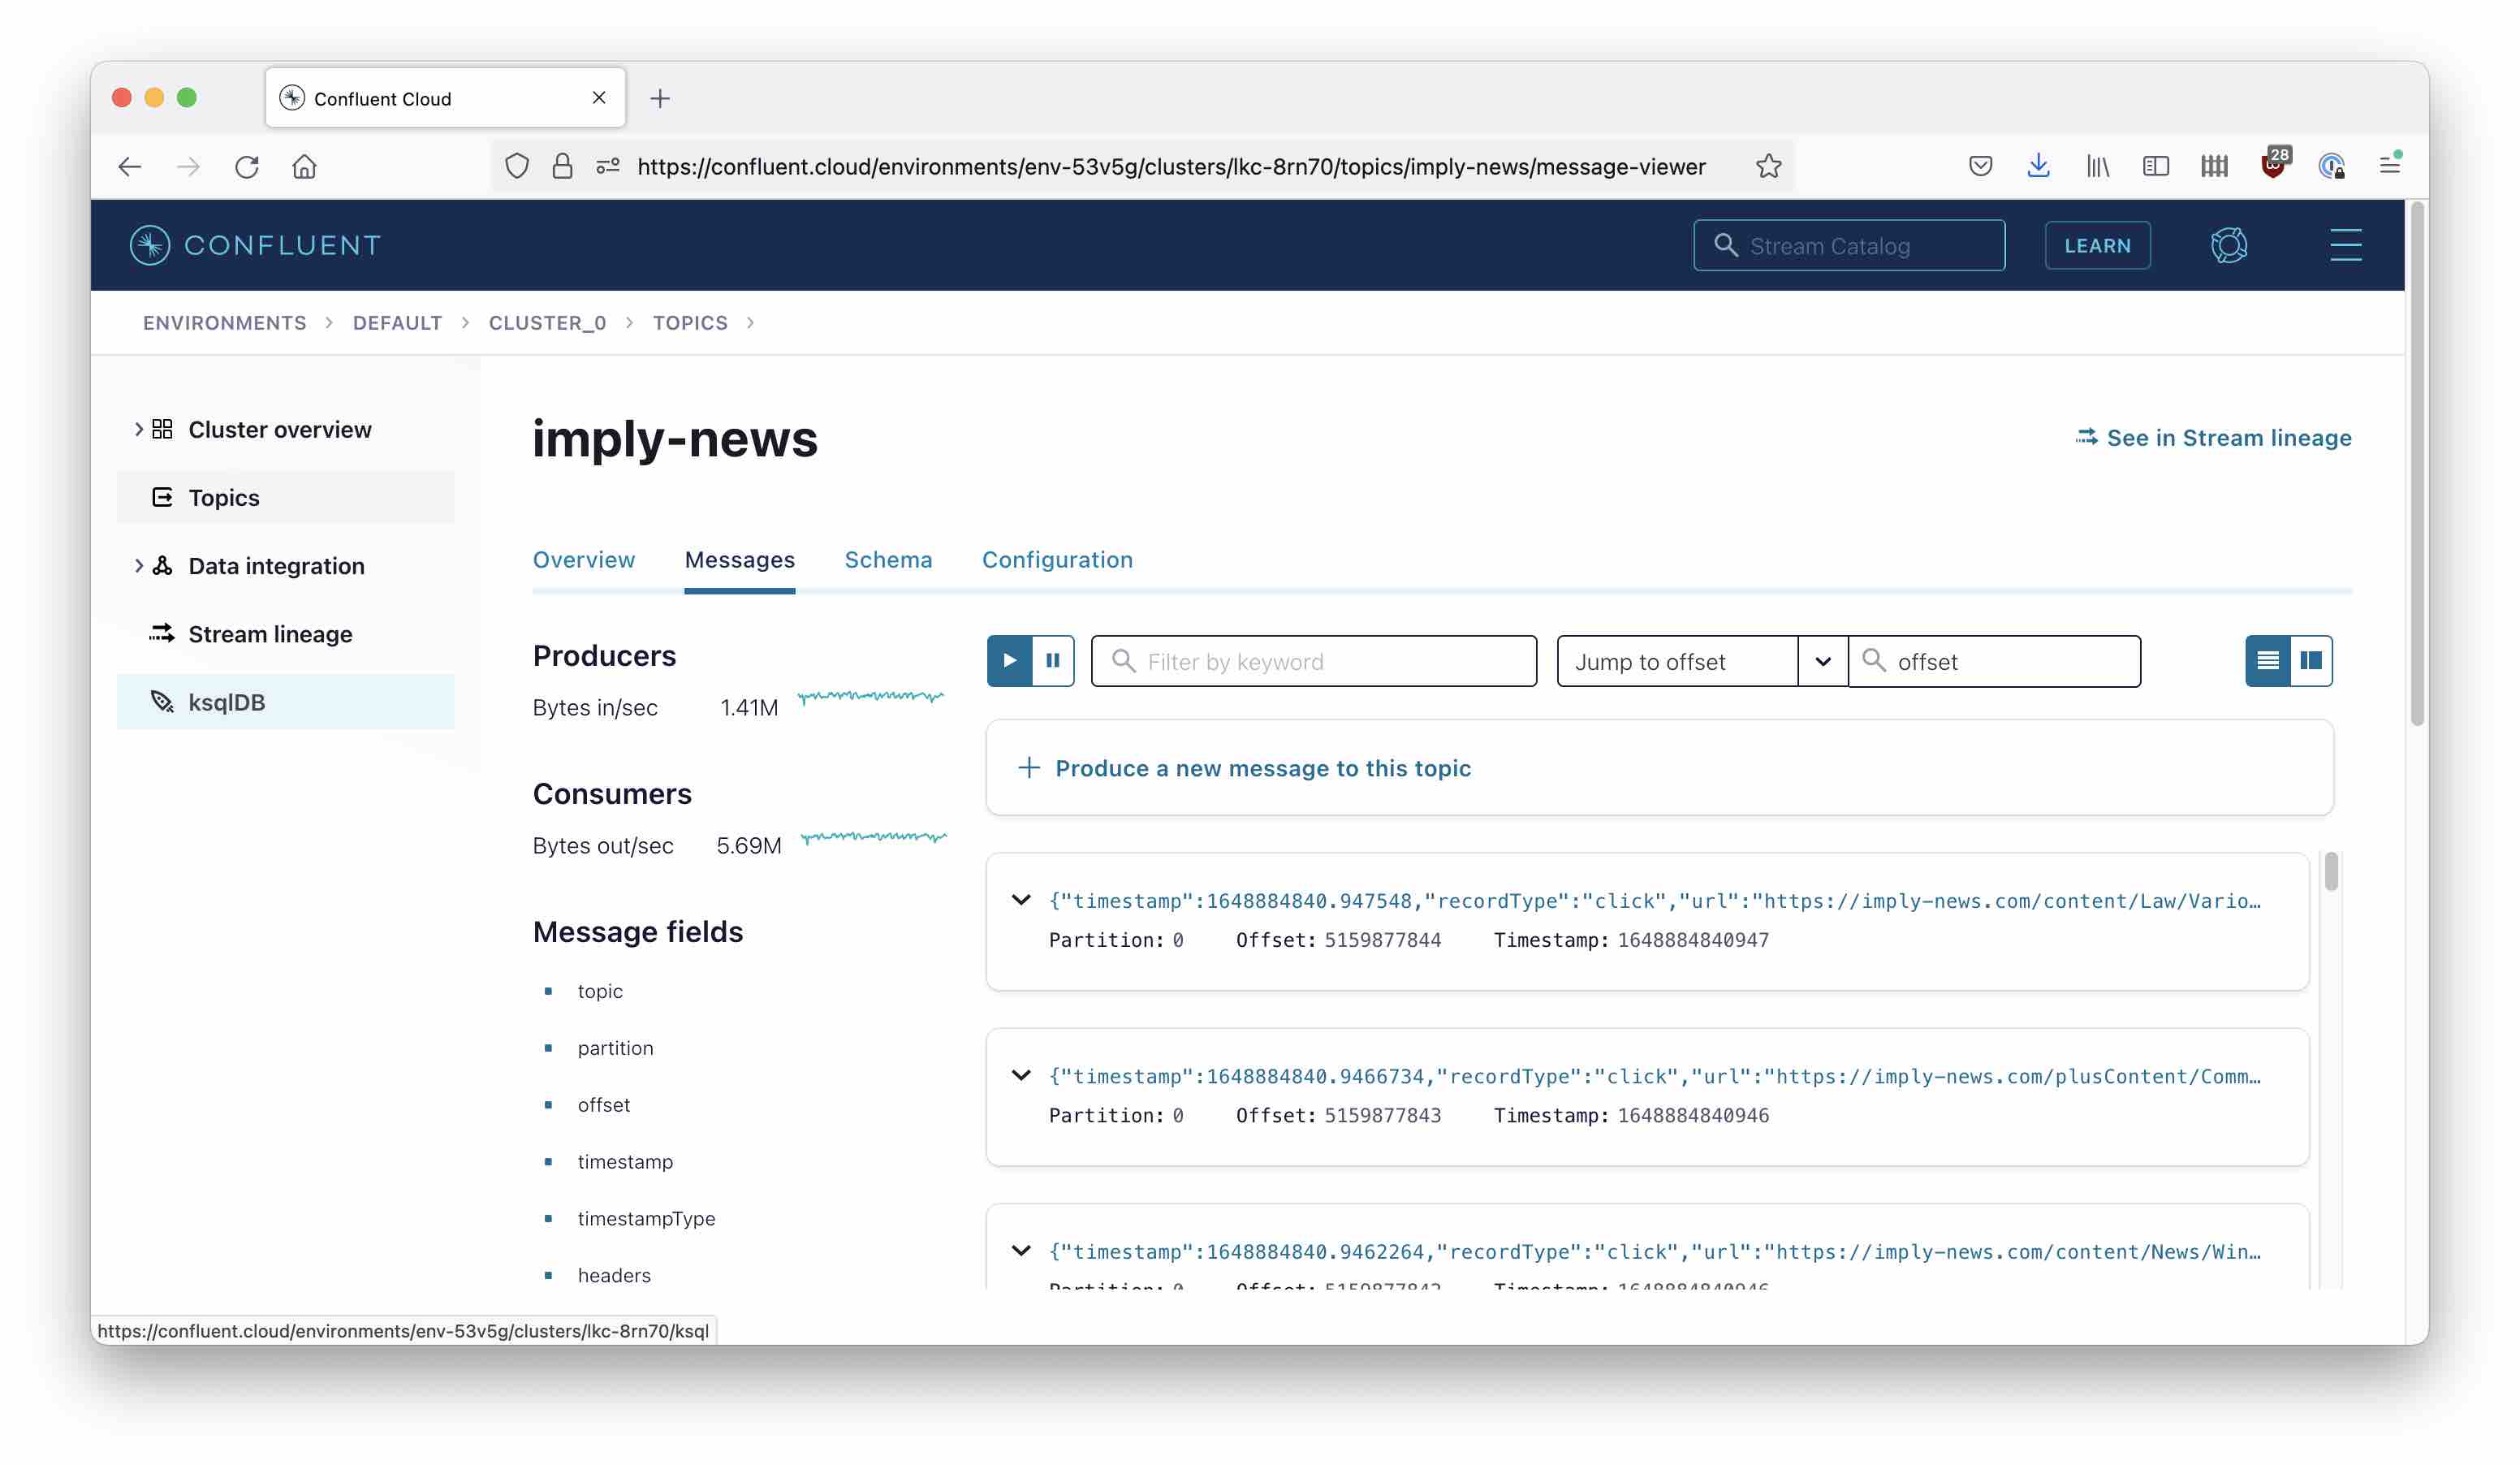 Confluent Cloud
https://confluent.cloud/environments/env-53v5g/clusters/lkc-8rn70/topics/imply-news/message-viewer
28
CONFLUENT
Stream Catalog
LEARN
ENVIRONMENTS > DEFAULT > CLUSTER_0 > TOPICS >
Cluster overview
Topics
Data integration
Stream lineage
ksqlDB
imply-news
See in Stream lineage
Overview Messages Schema Configuration
Producers
Bytes in/sec 1.41M
Consumers
Bytes out/sec 5.69M
Message fields
topic
partition
offset
timestamp
timestampType
headers
Filter by keyword
Jump to offset
offset
Produce a new message to this topic
{"timestamp":1648884840.947548,"recordType":"click","url":"https://imply-news.com/content/Law/Vario…
Partition: 0 Offset: 5159877844 Timestamp: 1648884840947
{"timestamp":1648884840.9466734,"recordType":"click","url":"https://imply-news.com/plusContent/Comm…
Partition: 0 Offset: 5159877843 Timestamp: 1648884840946
{"timestamp":1648884840.9462264,"recordType":"click","url":"https://imply-news.com/content/News/Win…
Partition: 0 Offset: 5159877842 Timestamp: 1648884840946
https://confluent.cloud/environments/env-53v5g/clusters/lkc-8rn70/ksql